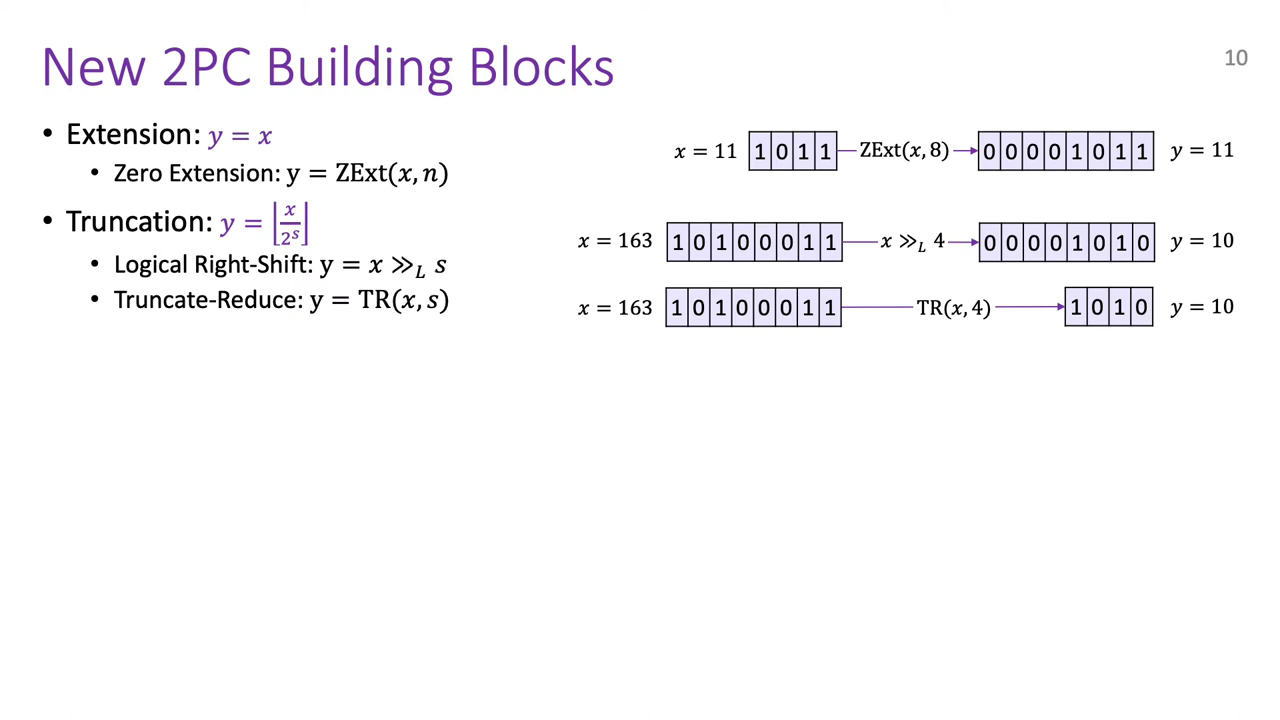 New 2PC Building Blocks
10
• Extension: y = x
• Zero Extension: y = ZExt(x, n)
x = 11 1 0 1 1 ZExt(x, 8) 0 0 0 0 1 0 1 1 y = 11
• Truncation: y = ⌊x/2^s⌋
• Logical Right-Shift: y = x ≫_L s
x = 163 1 0 1 0 0 0 1 1 x ≫_L 4 0 0 0 0 1 0 1 0 y = 10
• Truncate-Reduce: y = TR(x, s)
x = 163 1 0 1 0 0 0 1 1 TR(x, 4) 1 0 1 0 y = 10